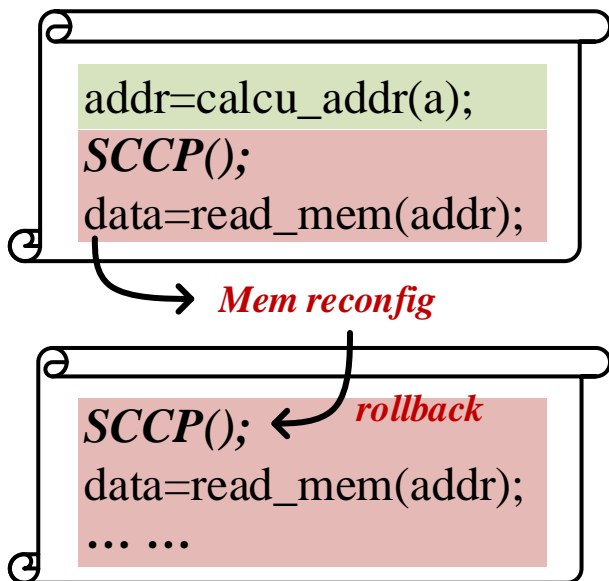 addr=calcu_addr(a);
SCCP();
data=read_mem(addr);
Mem reconfig
rollback
SCCP();
data=read_mem(addr);
... ...